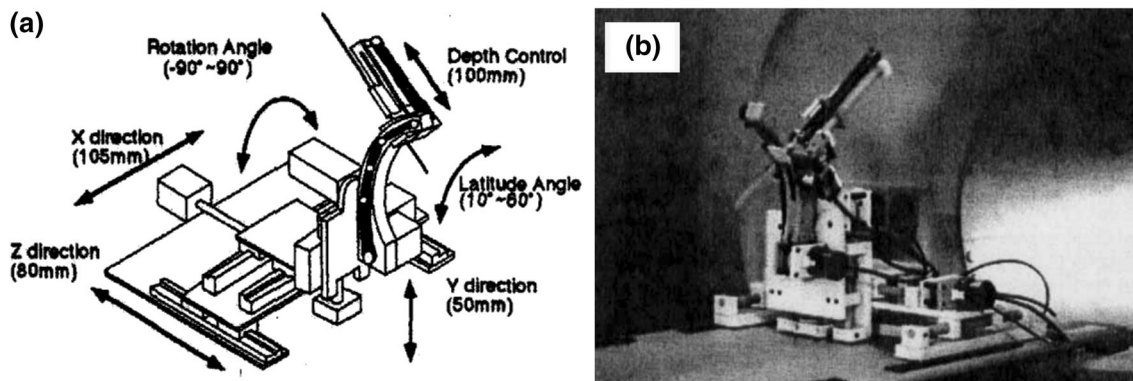 (a)
Rotation Angle
(-90°~90°)
Depth Control
(100mm)
X direction
(105mm)
Latitude Angle
(10°~60°)
Z direction
(80mm)
Y direction
(50mm)
(b)